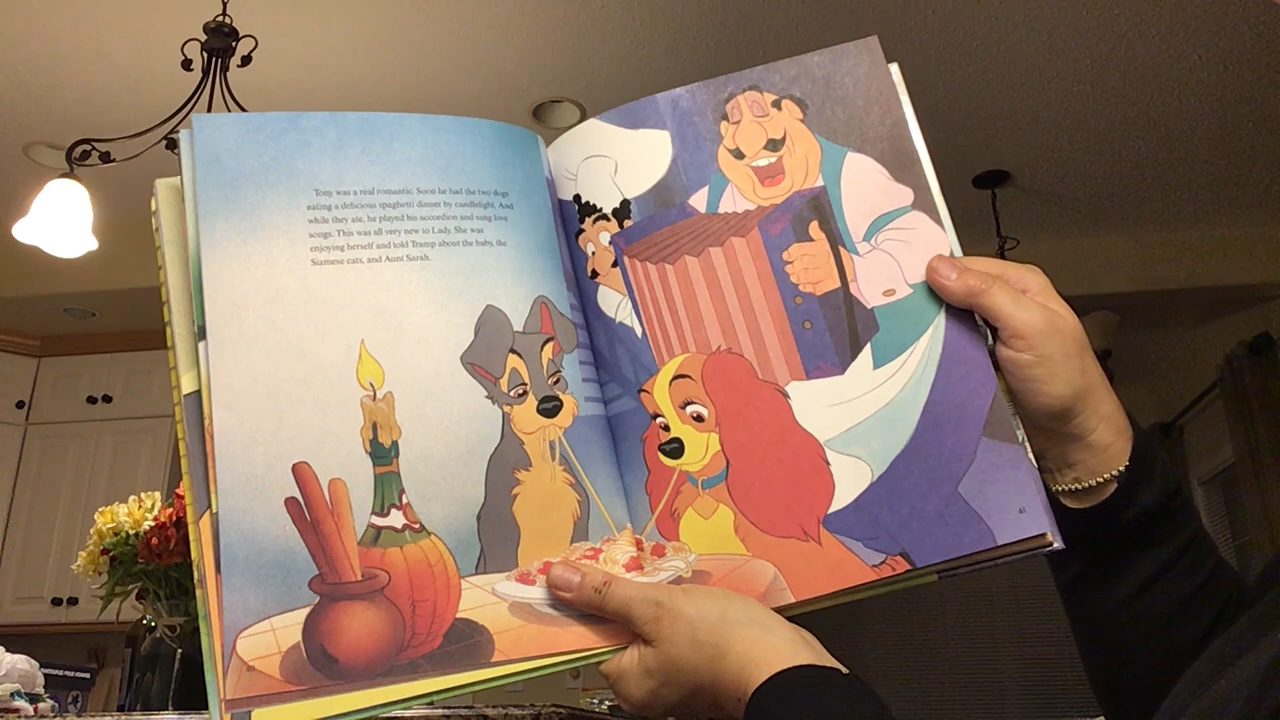 Tony was a real romantic. Soon he had the two dogs
eating a delicious spaghetti dinner by candlelight. And
while they ate, he played his accordion and sang love
songs. This was all very new to Lady. She was
enjoying herself and told Tramp about the baby, the
Siamese cats, and Aunt Sarah.
41